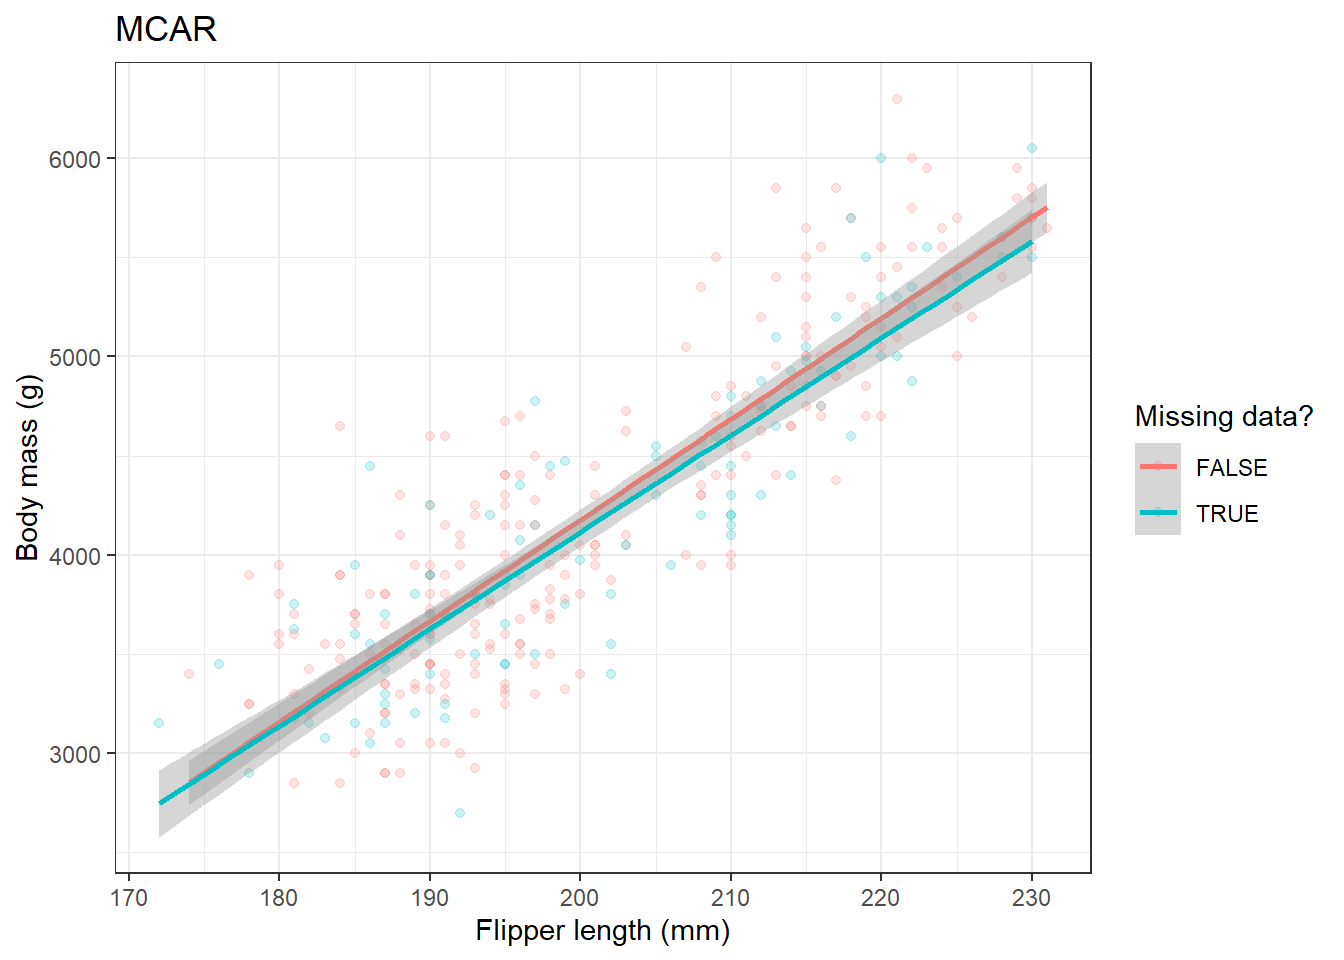 MCAR
6000
5000
4000
3000
Body mass (g)
170 180 190 200 210 220 230
Flipper length (mm)
Missing data?
FALSE
TRUE